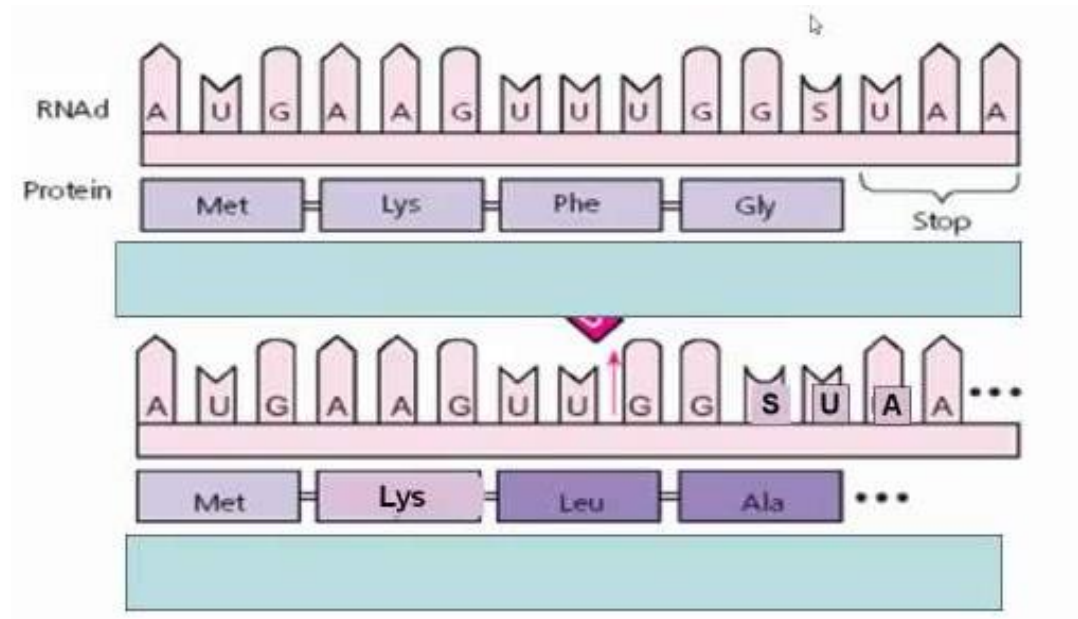 RNAd A U G A A G U U U G G S U A A
Protein Met Lys Phe Gly Stop
A U G A A G U U G G S U A A •••
Met Lys Leu Ala •••